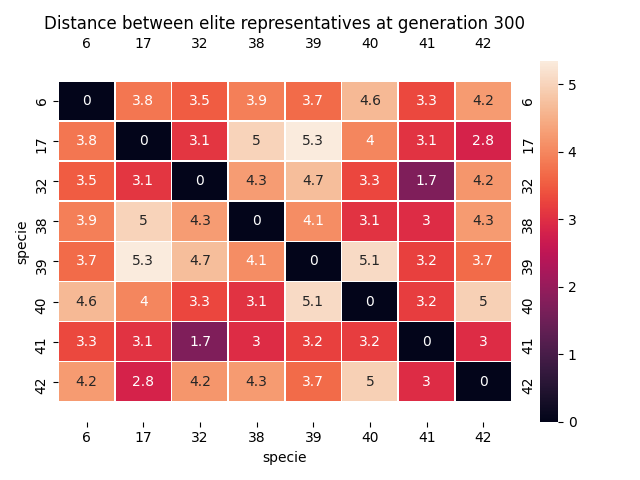 Distance between elite representatives at generation 300
6 17 32 38 39 40 41 42
6 0 3.8 3.5 3.9 3.7 4.6 3.3 4.2 6
17 3.8 0 3.1 5 5.3 4 3.1 2.8 17
32 3.5 3.1 0 4.3 4.7 3.3 1.7 4.2 32
38 3.9 5 4.3 0 4.1 3.1 3 4.3 38
39 3.7 5.3 4.7 4.1 0 5.1 3.2 3.7 39
40 4.6 4 3.3 3.1 5.1 0 3.2 5 40
41 3.3 3.1 1.7 3 3.2 3.2 0 3 41
42 4.2 2.8 4.2 4.3 3.7 5 3 0 42
6 17 32 38 39 40 41 42
specie
specie
5
4
3
2
1
0